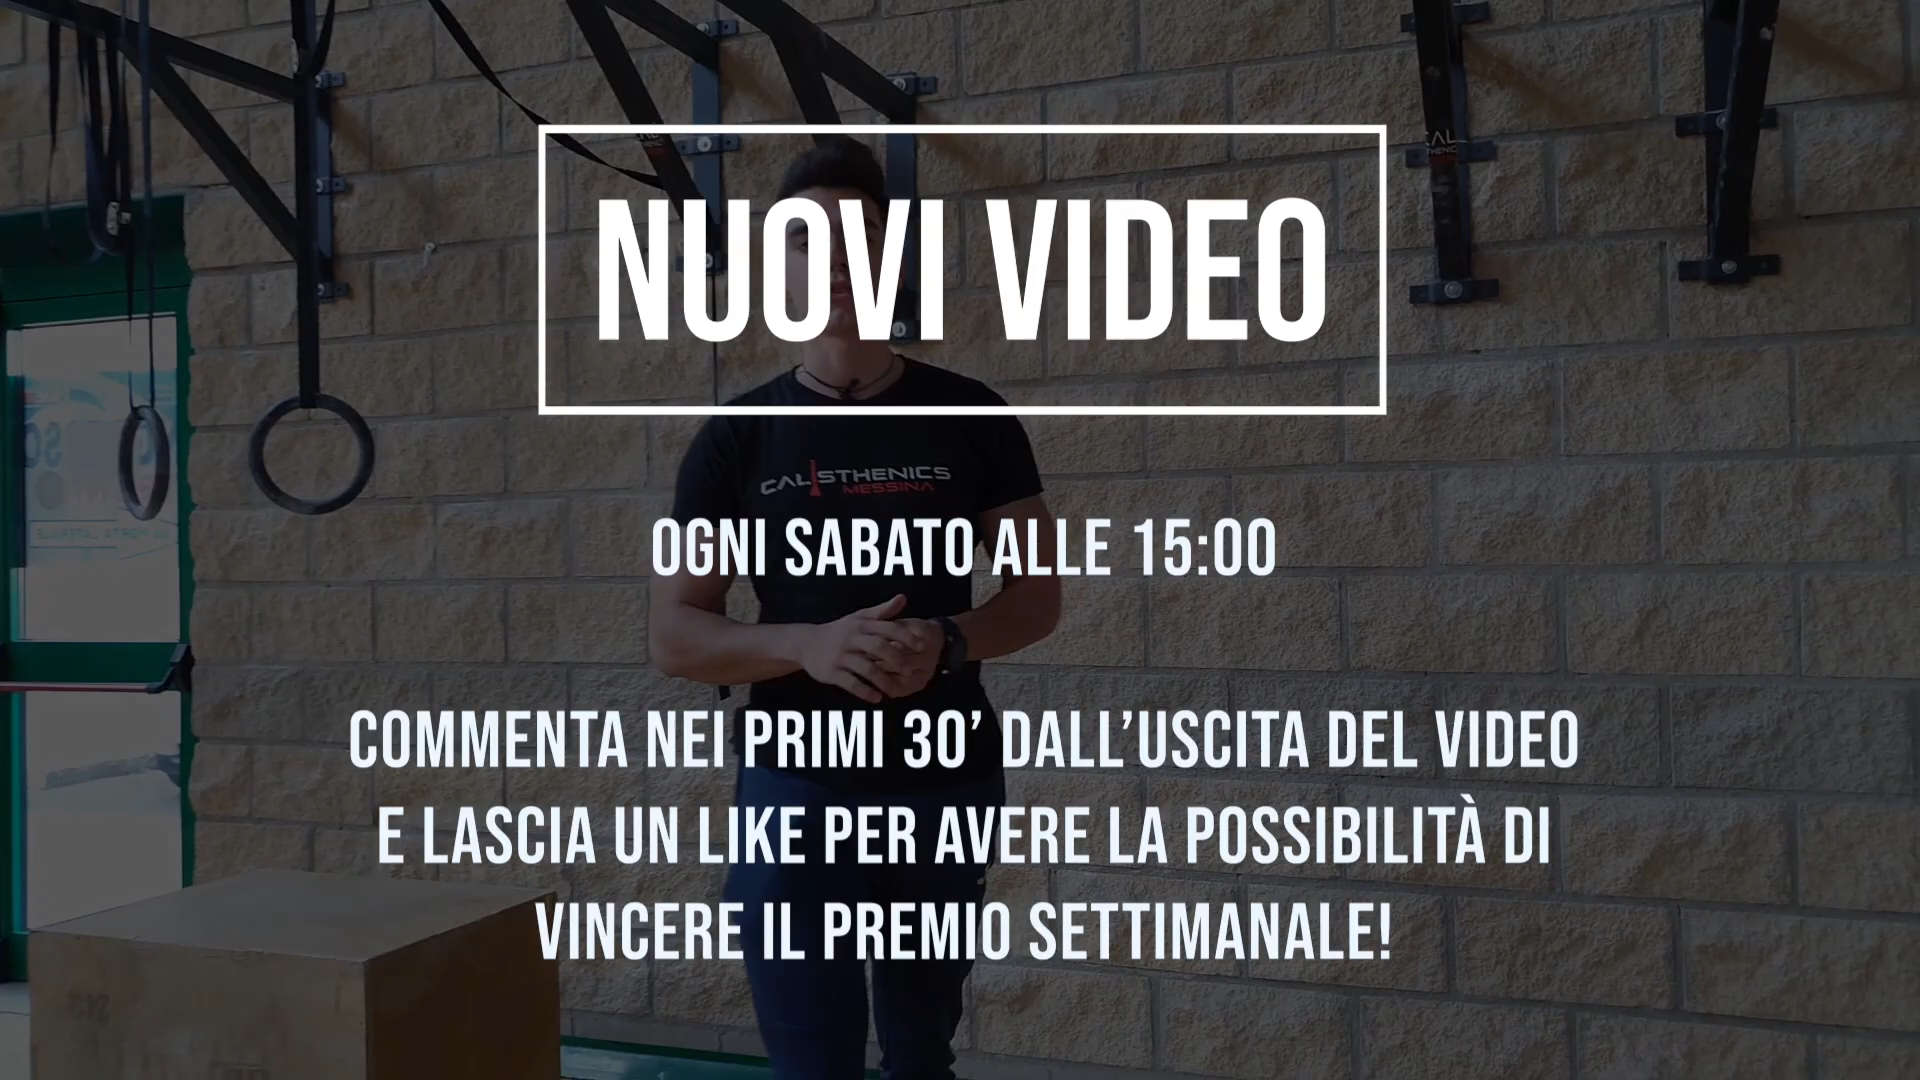 NUOVI VIDEO
CALISTHENICS
MESSINA
OGNI SABATO ALLE 15:00
COMMENTA NEI PRIMI 30’ DALL’USCITA DEL VIDEO
E LASCIA UN LIKE PER AVERE LA POSSIBILITÀ DI
VINCERE IL PREMIO SETTIMANALE!